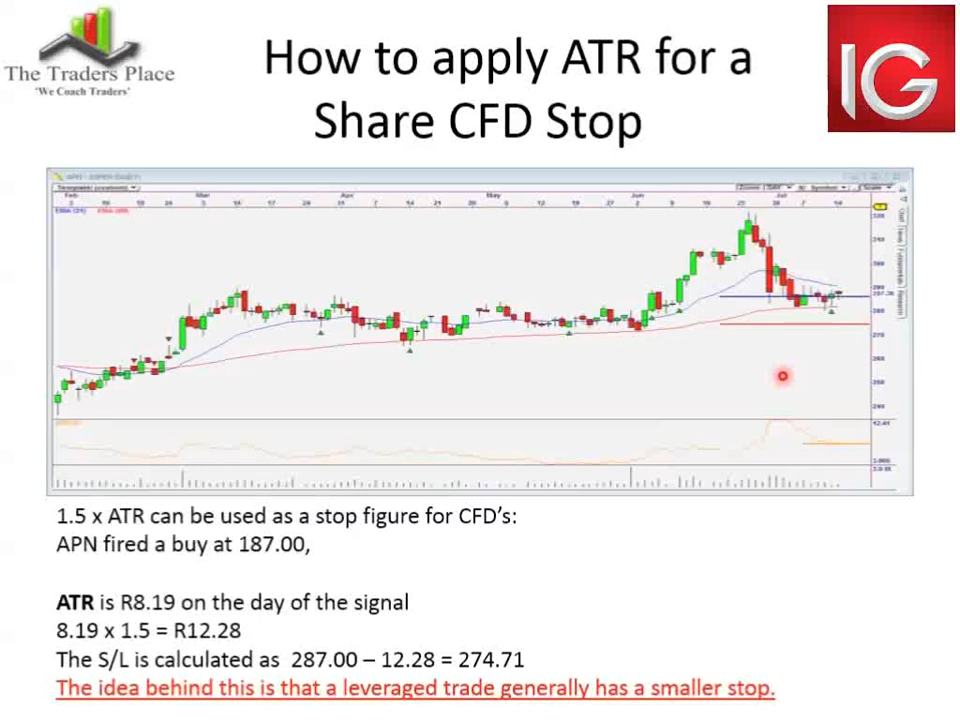 The Traders Place
'We Coach Traders'
How to apply ATR for a
Share CFD Stop
IG
Mar
Apr
May
Jun
Jul
1.5 x ATR can be used as a stop figure for CFD's:
APN fired a buy at 187.00,
ATR is R8.19 on the day of the signal
8.19 x 1.5 = R12.28
The S/L is calculated as 287.00 – 12.28 = 274.71
The idea behind this is that a leveraged trade generally has a smaller stop.